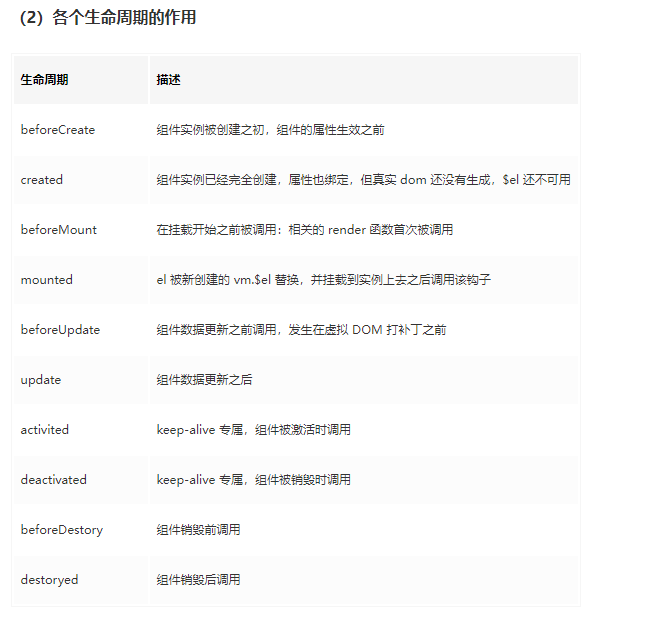 （2）各个生命周期的作用
生命周期 描述
beforeCreate 组件实例被创建之初，组件的属性生效之前
created 组件实例已经完全创建，属性也绑定，但真实 dom 还没有生成，$el 还不可用
beforeMount 在挂载开始之前被调用：相关的 render 函数首次被调用
mounted el 被新创建的 vm.$el 替换，并挂载到实例上去之后调用该钩子
beforeUpdate 组件数据更新之前调用，发生在虚拟 DOM 打补丁之前
update 组件数据更新之后
activited keep-alive 专属，组件被激活时调用
deactivated keep-alive 专属，组件被销毁时调用
beforeDestory 组件销毁前调用
destoryed 组件销毁后调用